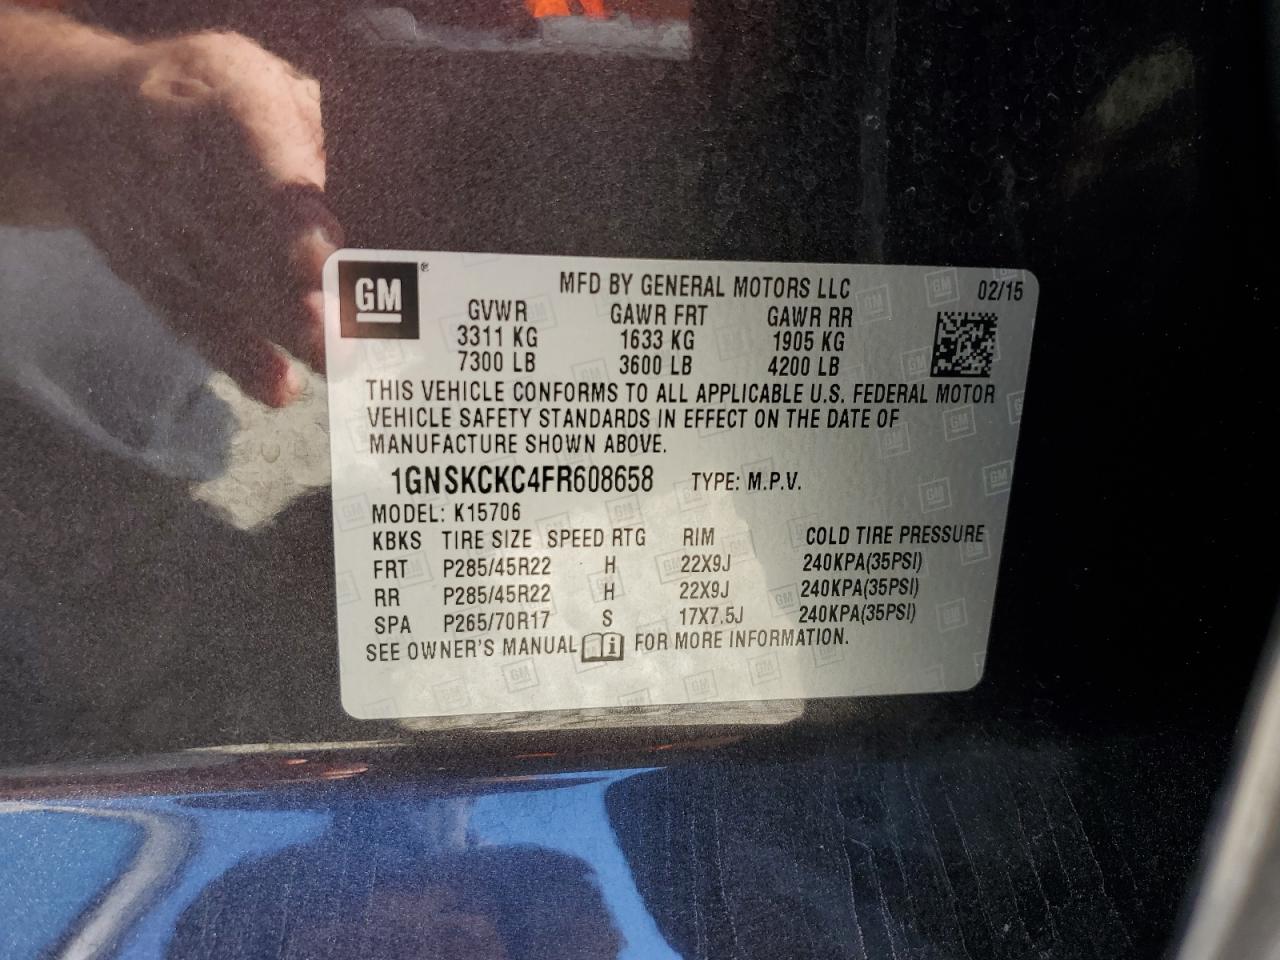 GM®
MFD BY GENERAL MOTORS LLC 02/15
GVWR GAWR FRT GAWR RR
3311 KG 1633 KG 1905 KG
7300 LB 3600 LB 4200 LB
THIS VEHICLE CONFORMS TO ALL APPLICABLE U.S. FEDERAL MOTOR
VEHICLE SAFETY STANDARDS IN EFFECT ON THE DATE OF
MANUFACTURE SHOWN ABOVE.
1GNSKCKC4FR608658 TYPE: M.P.V.
MODEL: K15706
KBKS TIRE SIZE SPEED RTG RIM COLD TIRE PRESSURE
FRT P285/45R22 H 22X9J 240KPA(35PSI)
RR P285/45R22 H 22X9J 240KPA(35PSI)
SPA P265/70R17 S 17X7.5J 240KPA(35PSI)
SEE OWNER'S MANUAL i FOR MORE INFORMATION.